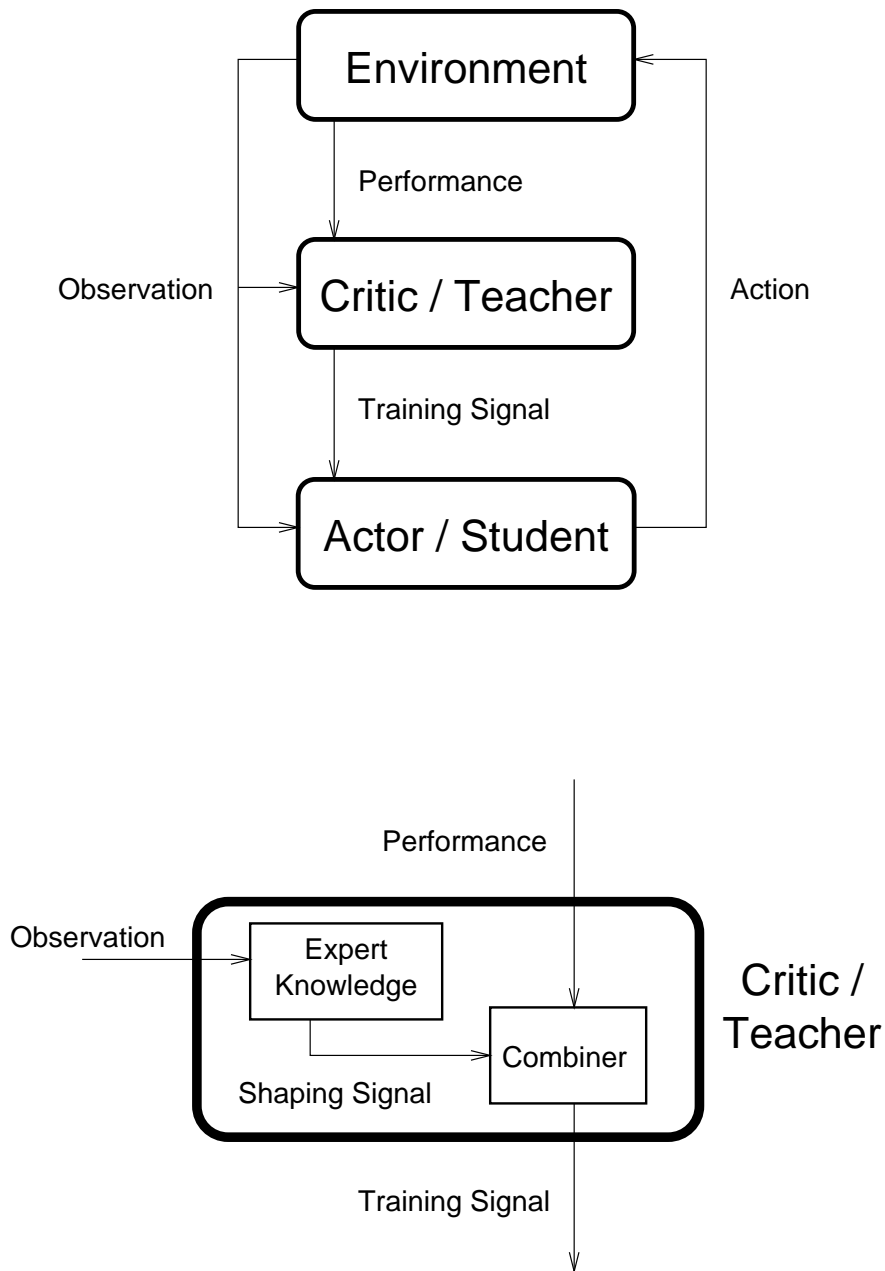 Environment
Performance
Observation
Critic / Teacher
Action
Training Signal
Actor / Student
Performance
Observation
Expert
Knowledge
Critic /
Teacher
Combiner
Shaping Signal
Training Signal